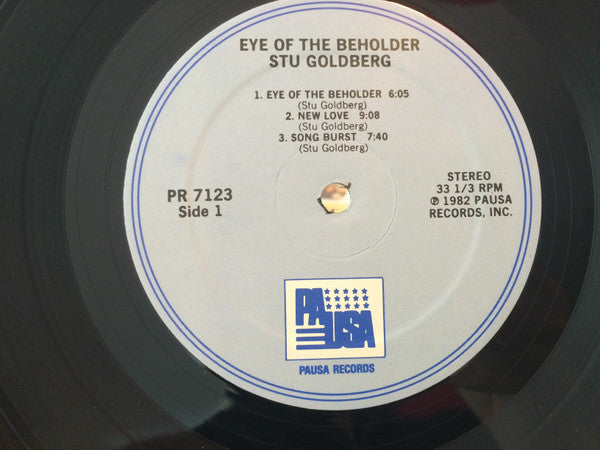 EYE OF THE BEHOLDER
STU GOLDBERG
1. EYE OF THE BEHOLDER 6:05
(Stu Goldberg)
2. NEW LOVE 9:08
(Stu Goldberg)
3. SONG BURST 7:40
(Stu Goldberg)
PR 7123
Side 1
STEREO
33 1/3 RPM
℗ 1982 PAUSA
RECORDS, INC.
PAUSA
PAUSA RECORDS